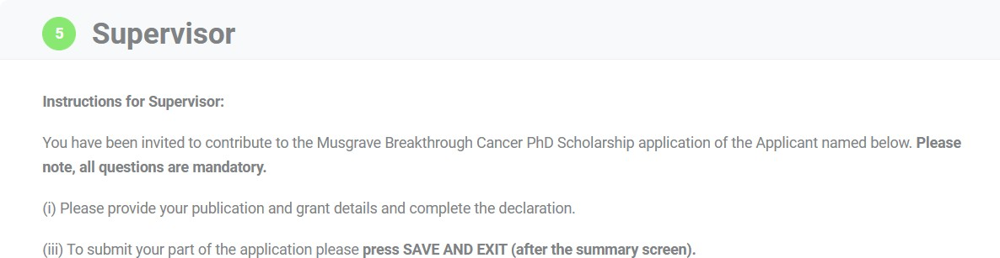 5 Supervisor
Instructions for Supervisor:
You have been invited to contribute to the Musgrave Breakthrough Cancer PhD Scholarship application of the Applicant named below. Please
note, all questions are mandatory.
(i) Please provide your publication and grant details and complete the declaration.
(iii) To submit your part of the application please press SAVE AND EXIT (after the summary screen).